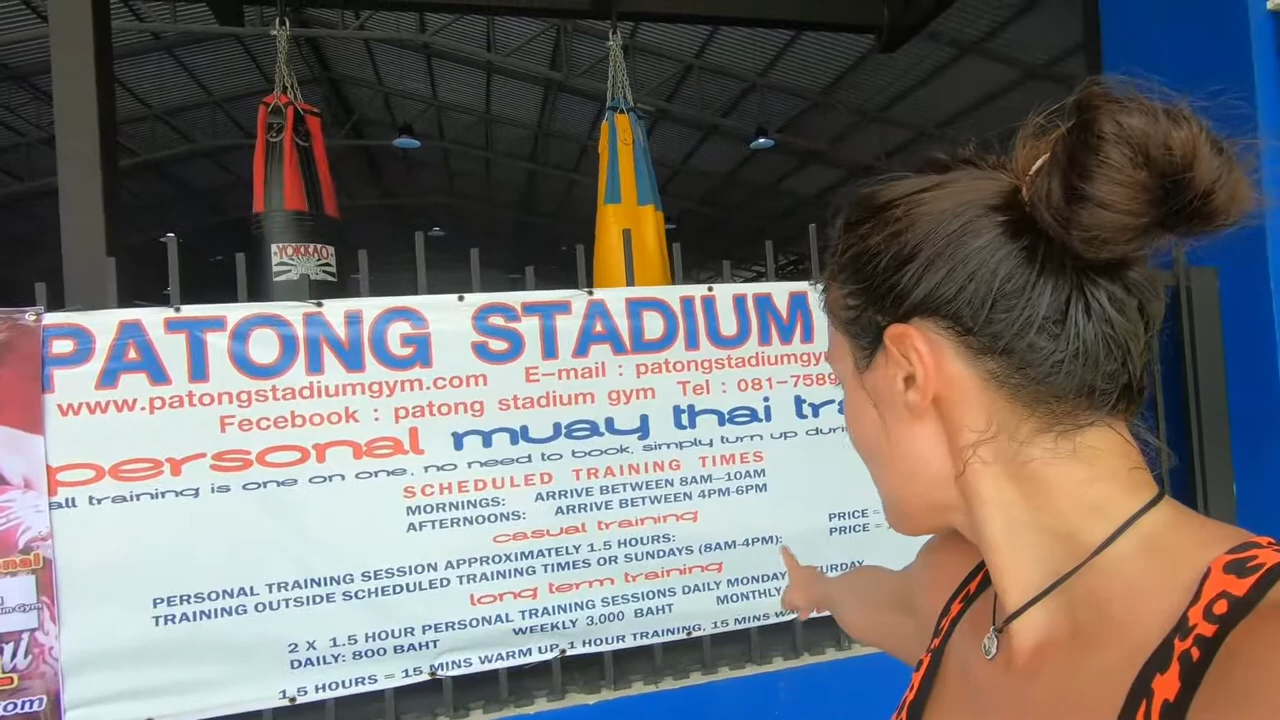 YOKKAO
PATONG STADIUM
www.patongstadiumgym.com E-mail : patongstadiumgy
Fecebook : patong stadium gym Tel : 081-7589
personal muay thai tra
all training is one on one, no need to book, simply turn up duri
SCHEDULED TRAINING TIMES
MORNINGS: ARRIVE BETWEEN 8AM-10AM
AFTERNOONS: ARRIVE BETWEEN 4PM-6PM
casual training
PERSONAL TRAINING SESSION APPROXIMATELY 1.5 HOURS: PRICE =
TRAINING OUTSIDE SCHEDULED TRAINING TIMES OR SUNDAYS (8AM-4PM): PRICE =
long term training
2 X 1.5 HOUR PERSONAL TRAINING SESSIONS DAILY MONDAY TURDAY
DAILY: 800 BAHT WEEKLY 3,000 BAHT MONTHLY
1,5 HOURS = 15 MINS WARM UP, 1 HOUR TRAINING, 15 MINS